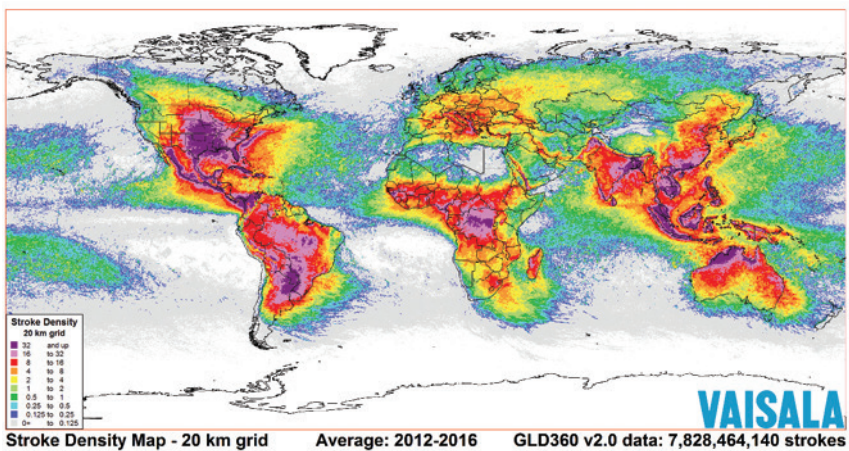 Stroke Density
20 km grid
32 and up
16 to 32
8 to 16
4 to 8
2 to 4
1 to 2
0.5 to 1
0.25 to 0.5
0.125 to 0.25
0+ to 0.125
VAISALA
Stroke Density Map - 20 km grid Average: 2012-2016 GLD360 v2.0 data: 7,828,464,140 strokes